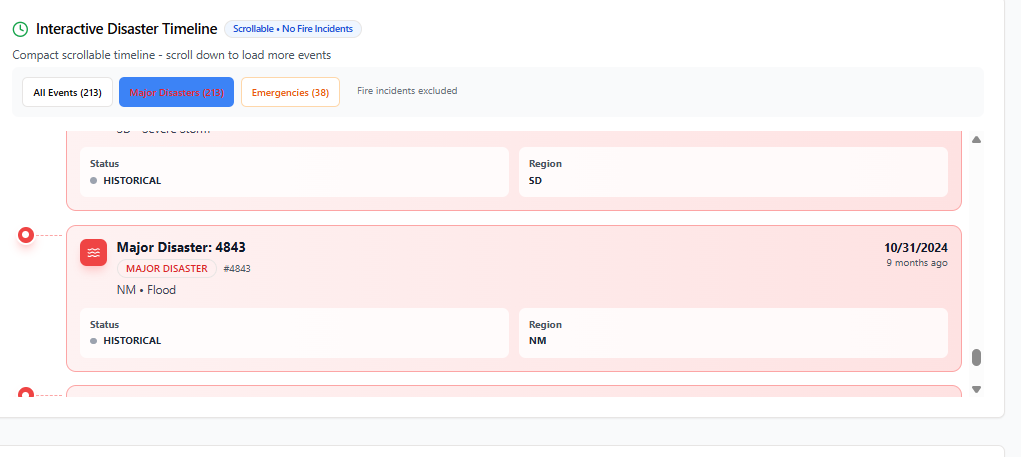 Interactive Disaster Timeline Scrollable • No Fire Incidents
Compact scrollable timeline - scroll down to load more events
All Events (213) Major Disasters (213) Emergencies (38) Fire incidents excluded
SD • Severe Storm
Status Region
HISTORICAL SD
Major Disaster: 4843 10/31/2024
MAJOR DISASTER #4843 9 months ago
NM • Flood
Status Region
HISTORICAL NM